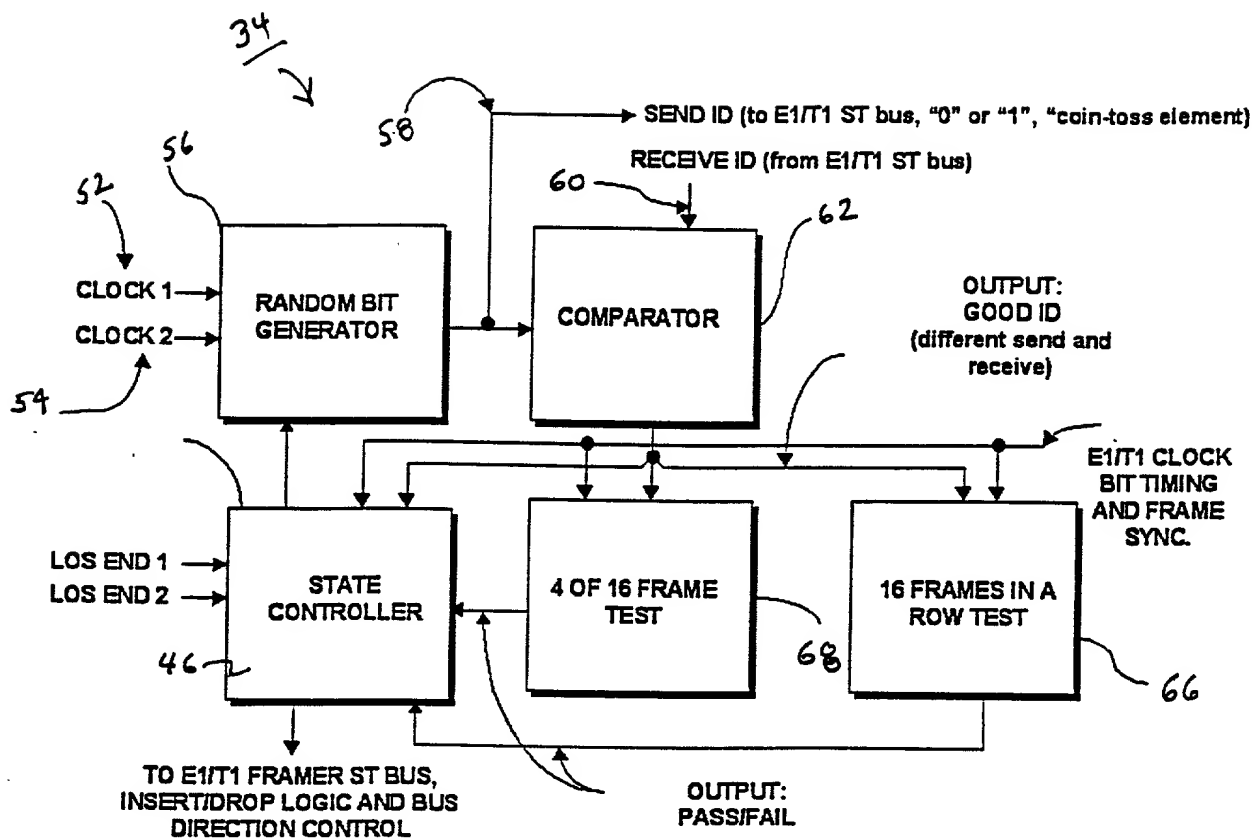 34
58
SEND ID (to E1/T1 ST bus, "0" or "1", "coin-toss element)
RECEIVE ID (from E1/T1 ST bus)
56
60
62
52
CLOCK 1
CLOCK 2
54
RANDOM BIT
GENERATOR
COMPARATOR
OUTPUT:
GOOD ID
(different send and
receive)
E1/T1 CLOCK
BIT TIMING
AND FRAME
SYNC.
LOS END 1
LOS END 2
STATE
CONTROLLER
46
4 OF 16 FRAME
TEST
68
16 FRAMES IN A
ROW TEST
66
TO E1/T1 FRAMER ST BUS,
INSERT/DROP LOGIC AND BUS
DIRECTION CONTROL
OUTPUT:
PASS/FAIL